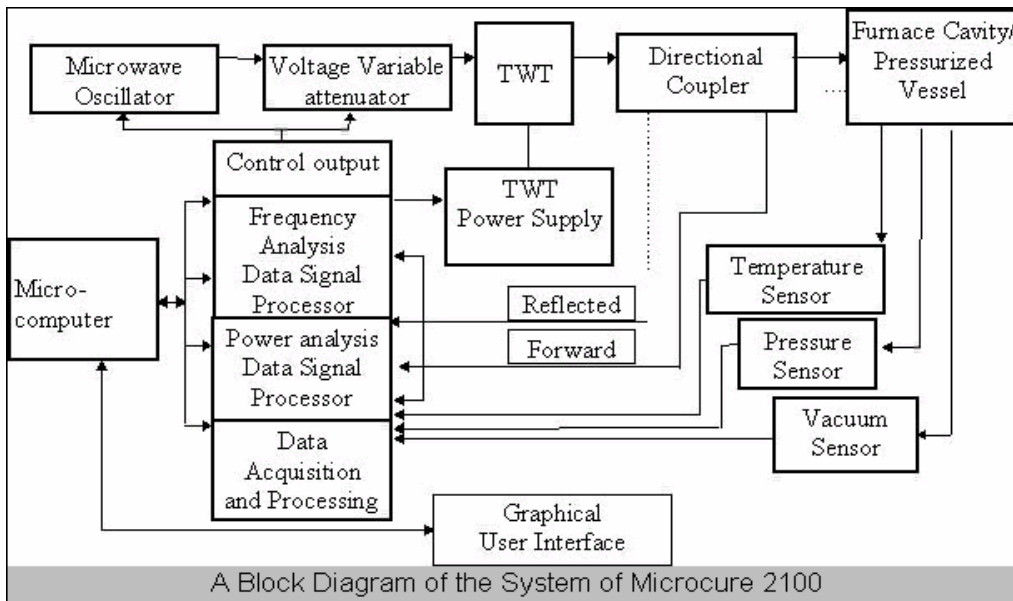 Microwave
Oscillator
Voltage Variable
attenuator
TWT
Directional
Coupler
Furnace Cavity/
Pressurized
Vessel
Control output
TWT
Power Supply
Frequency
Analysis
Data Signal
Processor
Micro-
computer
Temperature
Sensor
Reflected
Forward
Power analysis
Data Signal
Processor
Pressure
Sensor
Vacuum
Sensor
Data
Acquisition
and Processing
Graphical
User Interface
A Block Diagram of the System of Microcure 2100